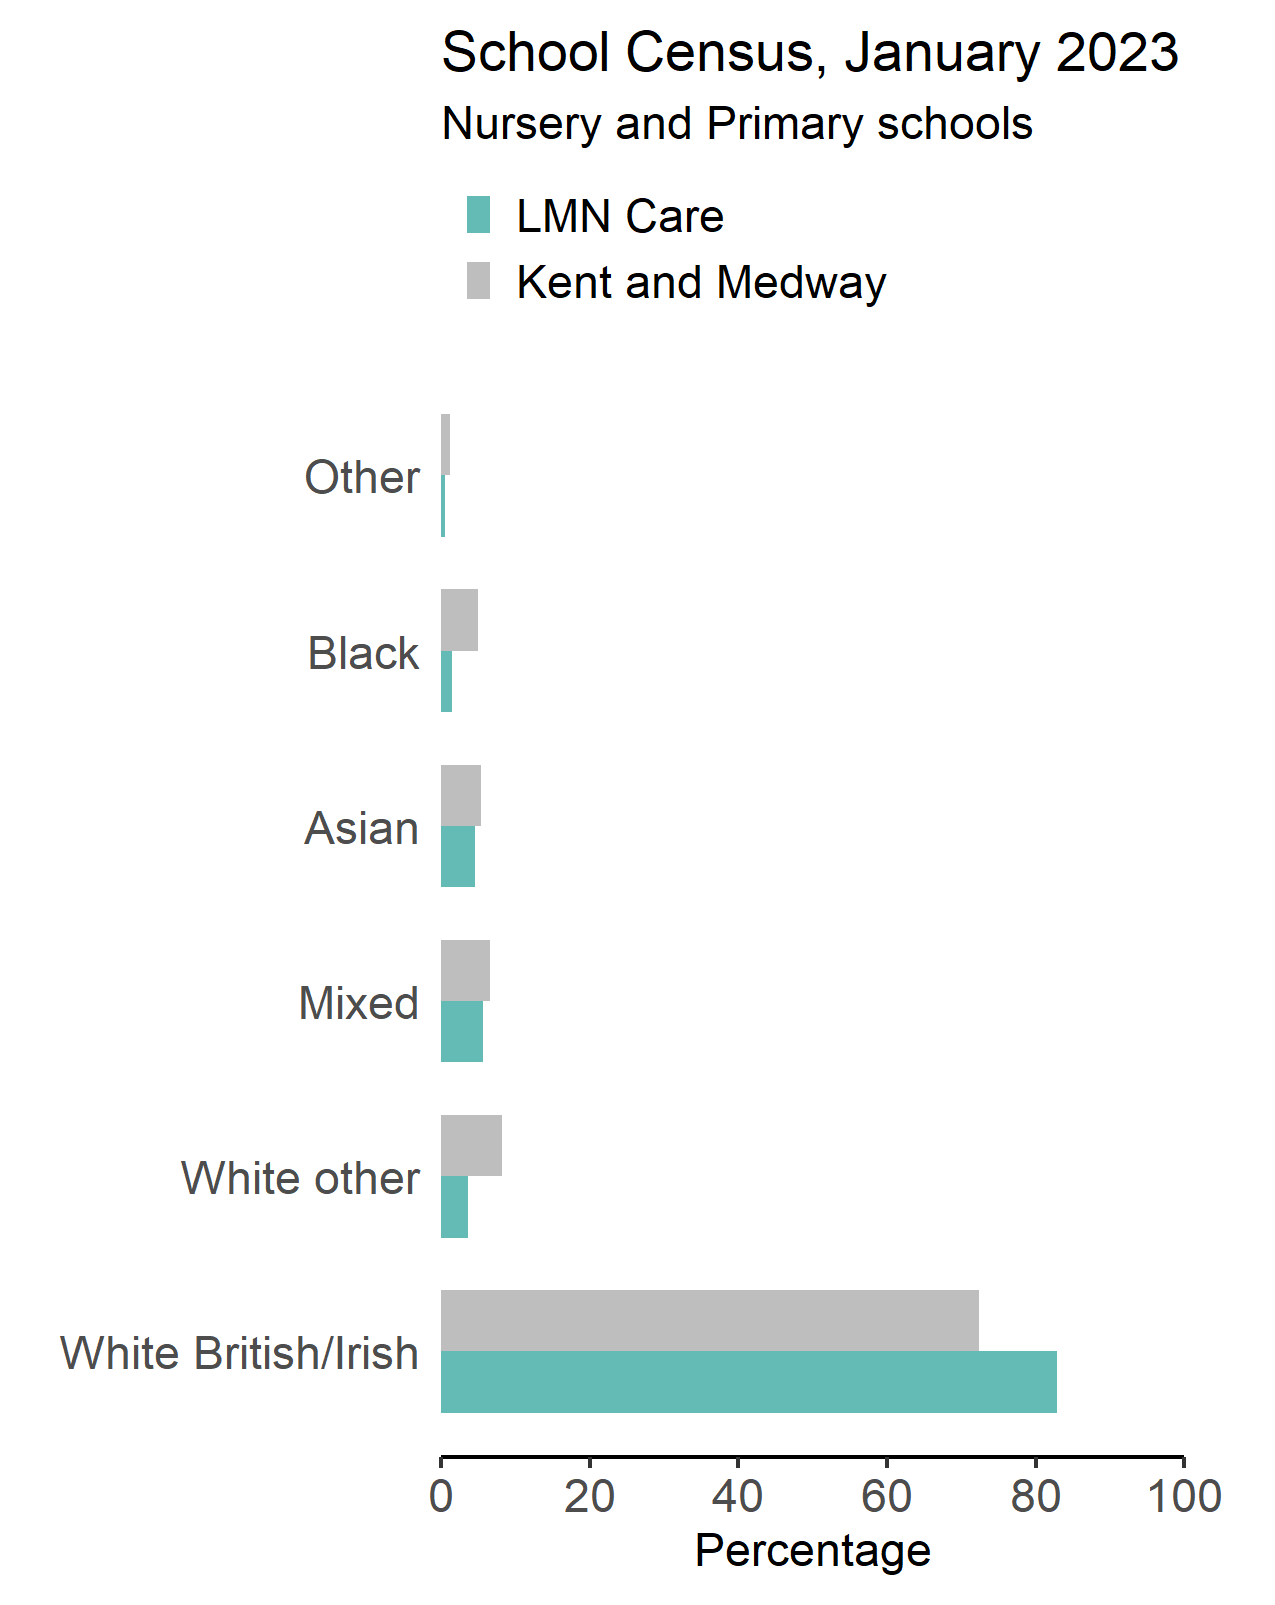 School Census, January 2023
Nursery and Primary schools
LMN Care
Kent and Medway
Other
Black
Asian
Mixed
White other
White British/Irish
0 20 40 60 80 100
Percentage